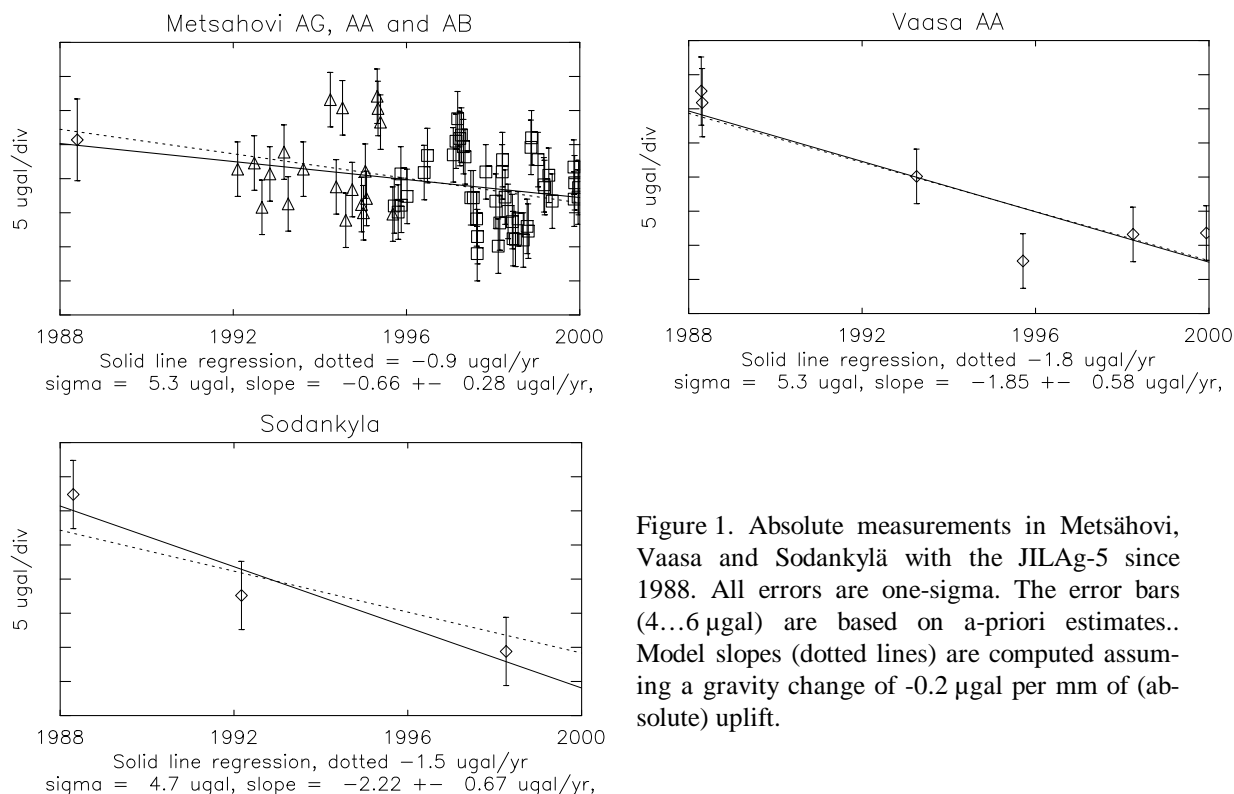 Metsahovi AG, AA and AB
5 ugal/div
1988 1992 1996 2000
Solid line regression, dotted = −0.9 ugal/yr
sigma = 5.3 ugal, slope = −0.66 +− 0.28 ugal/yr,
Vaasa AA
5 ugal/div
1988 1992 1996 2000
Solid line regression, dotted −1.8 ugal/yr
sigma = 5.3 ugal, slope = −1.85 +− 0.58 ugal/yr,
Sodankyla
5 ugal/div
1988 1992 1996 2000
Solid line regression, dotted −1.5 ugal/yr
sigma = 4.7 ugal, slope = −2.22 +− 0.67 ugal/yr,
Figure 1. Absolute measurements in Metsähovi,
Vaasa and Sodankylä with the JILAg-5 since
1988. All errors are one-sigma. The error bars
(4…6 µgal) are based on a-priori estimates..
Model slopes (dotted lines) are computed assum-
ing a gravity change of -0.2 µgal per mm of (ab-
solute) uplift.